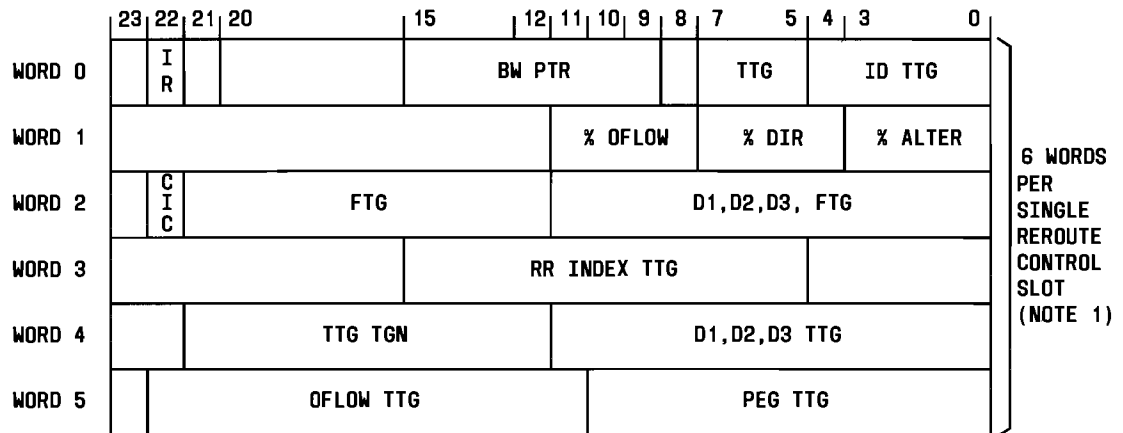 23 22 21 20 15 12 11 10 9 8 7 5 4 3 0
WORD 0 IR BW PTR TTG ID TTG
WORD 1 % OFLOW % DIR % ALTER
WORD 2 CIC FTG D1,D2,D3, FTG
WORD 3 RR INDEX TTG
WORD 4 TTG TGN D1,D2,D3 TTG
WORD 5 OFLOW TTG PEG TTG
6 WORDS
PER
SINGLE
REROUTE
CONTROL
SLOT
(NOTE 1)